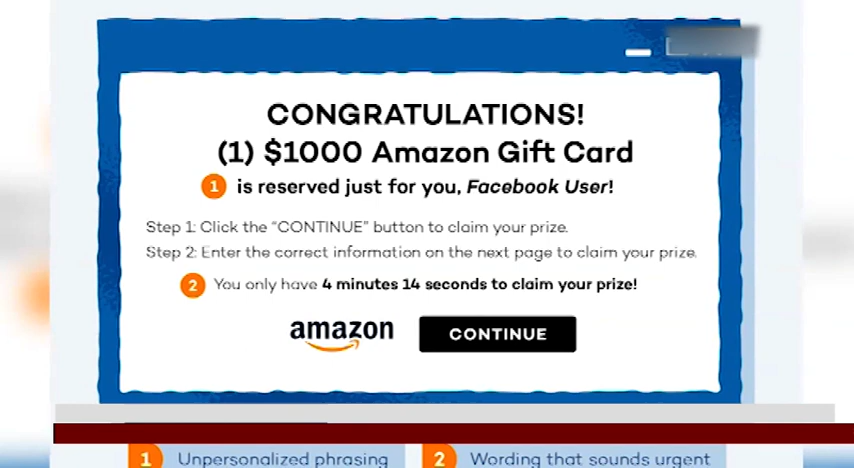 CONGRATULATIONS!
(1) $1000 Amazon Gift Card
1 is reserved just for you, Facebook User!
Step 1: Click the “CONTINUE” button to claim your prize.
Step 2: Enter the correct information on the next page to claim your prize.
2 You only have 4 minutes 14 seconds to claim your prize!
amazon CONTINUE
1 Unpersonalized phrasing
2 Wording that sounds urgent